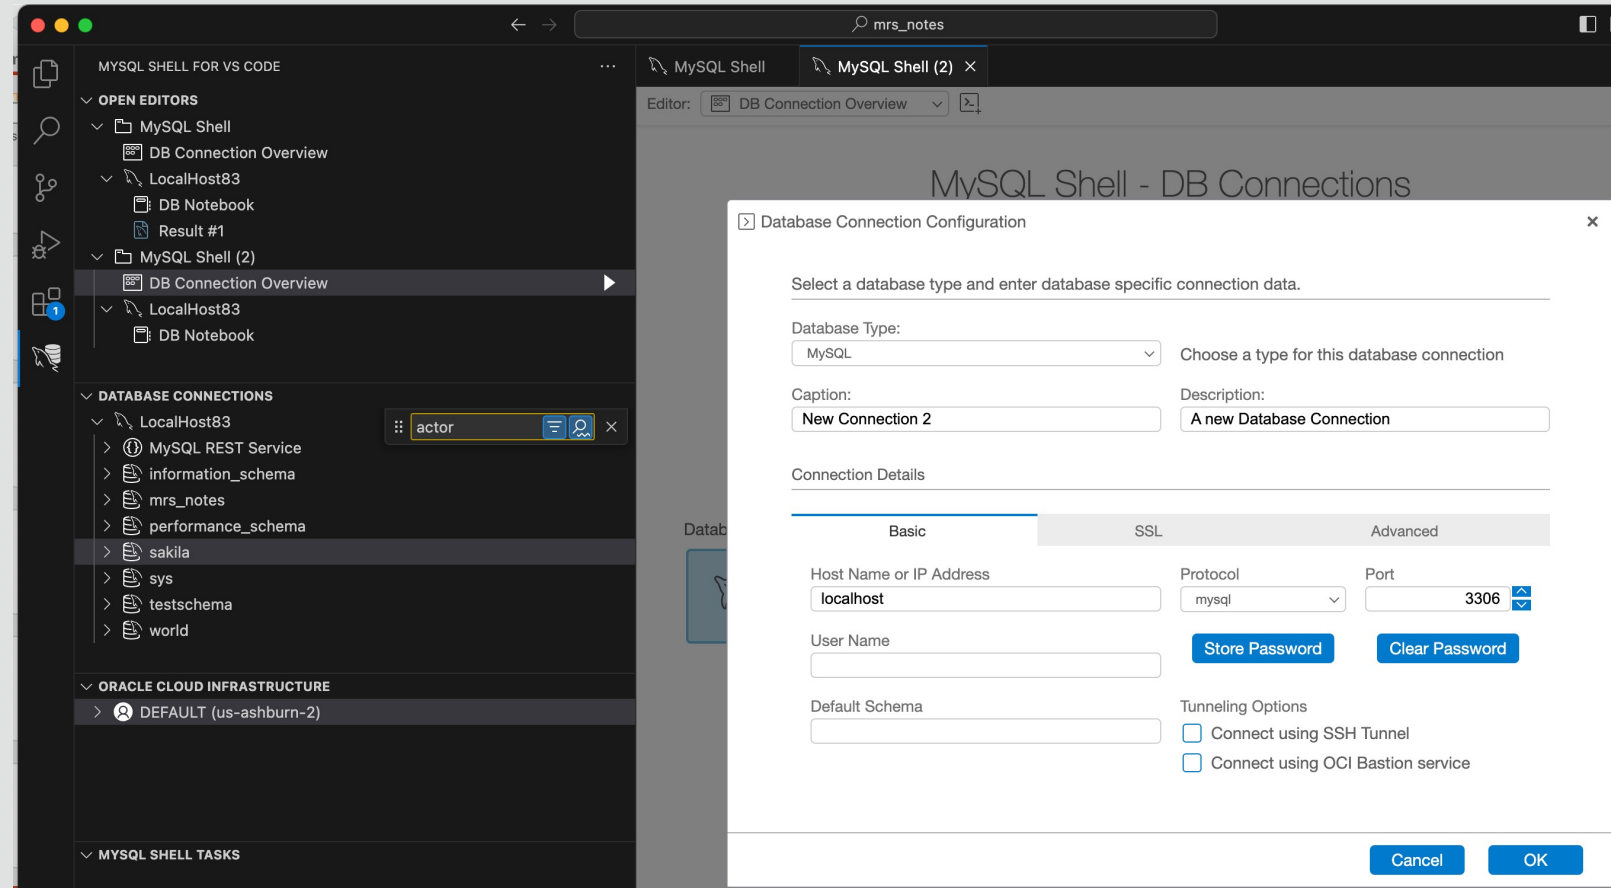 mrs_notes
MYSQL SHELL FOR VS CODE
OPEN EDITORS
MySQL Shell
DB Connection Overview
LocalHost83
DB Notebook
Result #1
MySQL Shell (2)
DB Connection Overview
LocalHost83
DB Notebook
1
DATABASE CONNECTIONS
LocalHost83
actor
MySQL REST Service
information_schema
mrs_notes
performance_schema
sakila
sys
testschema
world
ORACLE CLOUD INFRASTRUCTURE
DEFAULT (us-ashburn-2)
MYSQL SHELL TASKS
MySQL Shell
MySQL Shell (2)
Editor: DB Connection Overview
MySQL Shell - DB Connections
Datab
Database Connection Configuration
Select a database type and enter database specific connection data.
Database Type:
MySQL
Choose a type for this database connection
Caption: Description:
New Connection 2 A new Database Connection
Connection Details
Basic SSL Advanced
Host Name or IP Address Protocol Port
localhost mysql 3306
User Name
Store Password Clear Password
Default Schema Tunneling Options
Connect using SSH Tunnel
Connect using OCI Bastion service
Cancel OK